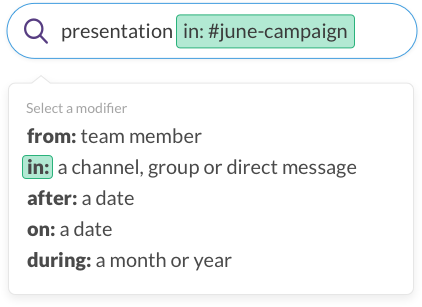 presentation in: #june-campaign
Select a modifier
from: team member
in: a channel, group or direct message
after: a date
on: a date
during: a month or year